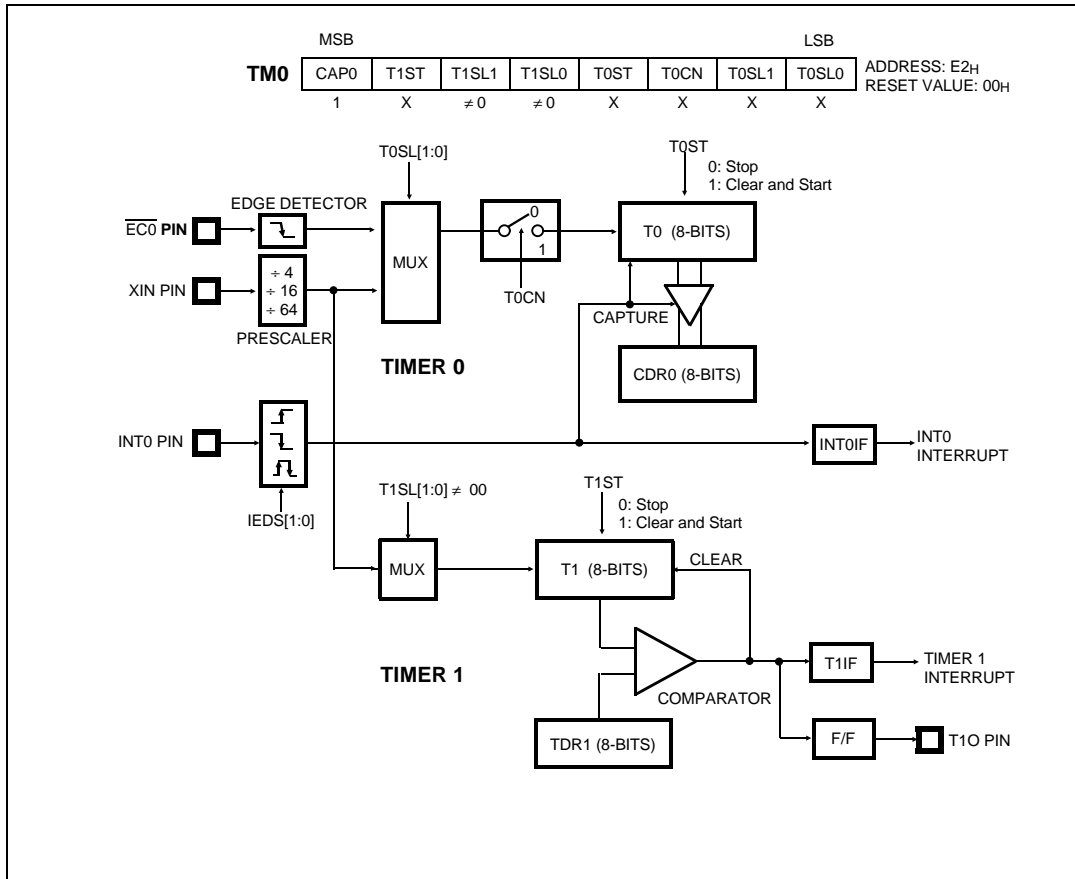 MSB LSB
TM0 CAP0 T1ST T1SL1 T1SL0 T0ST T0CN T0SL1 T0SL0 ADDRESS: E2H
RESET VALUE: 00H
1 X ≠ 0 ≠ 0 X X X X
T0SL[1:0]
T0ST
0: Stop
1: Clear and Start
EDGE DETECTOR
EC0 PIN
MUX
0
1
T0CN
T0 (8-BITS)
XIN PIN
÷ 4
÷ 16
÷ 64
PRESCALER
CAPTURE
TIMER 0
CDR0 (8-BITS)
INT0 PIN
IEDS[1:0]
INT0IF
INT0
INTERRUPT
T1SL[1:0] ≠ 00
T1ST
0: Stop
1: Clear and Start
MUX
T1 (8-BITS)
CLEAR
TIMER 1
COMPARATOR
T1IF
TIMER 1
INTERRUPT
TDR1 (8-BITS)
F/F
T1O PIN